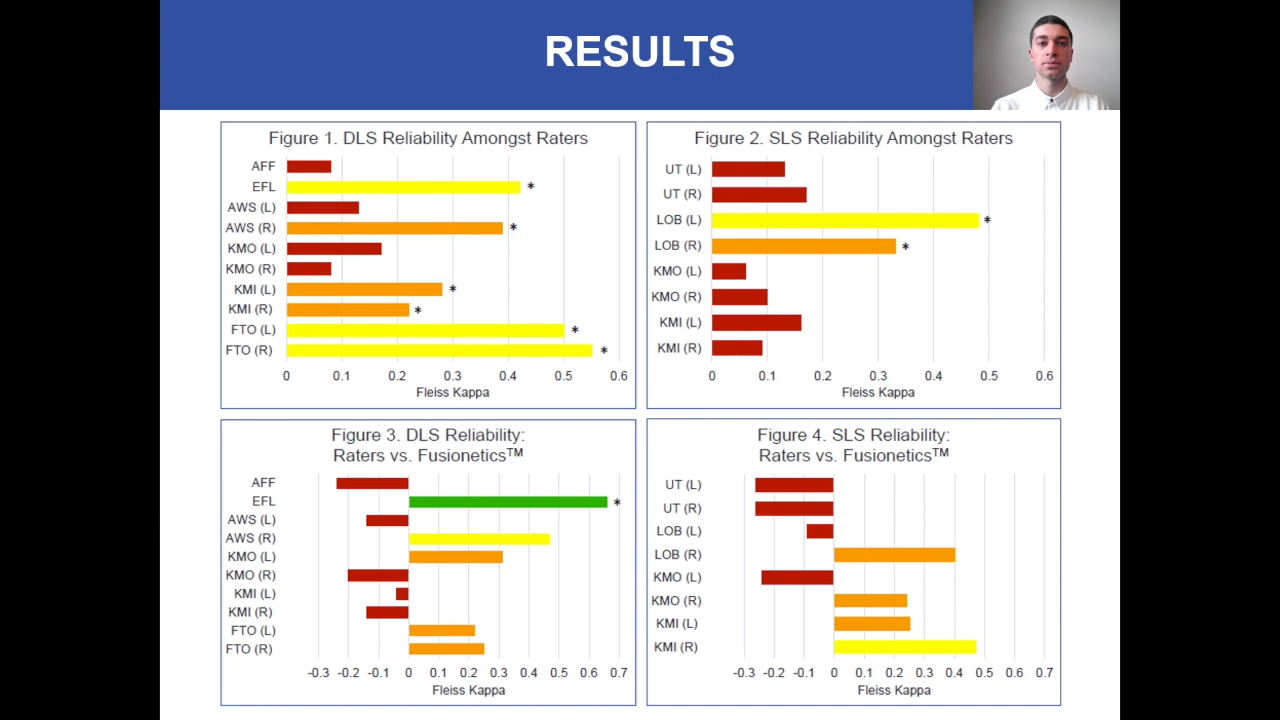 RESULTS
Figure 1. DLS Reliability Amongst Raters
AFF
EFL *
AWS (L)
AWS (R) *
KMO (L)
KMO (R)
KMI (L) *
KMI (R) *
FTO (L) *
FTO (R) *
0 0.1 0.2 0.3 0.4 0.5 0.6
Fleiss Kappa
Figure 2. SLS Reliability Amongst Raters
UT (L)
UT (R)
LOB (L) *
LOB (R) *
KMO (L)
KMO (R)
KMI (L)
KMI (R)
0 0.1 0.2 0.3 0.4 0.5 0.6
Fleiss Kappa
Figure 3. DLS Reliability:
Raters vs. Fusionetics™
AFF
EFL *
AWS (L)
AWS (R)
KMO (L)
KMO (R)
KMI (L)
KMI (R)
FTO (L)
FTO (R)
-0.3 -0.2 -0.1 0 0.1 0.2 0.3 0.4 0.5 0.6 0.7
Fleiss Kappa
Figure 4. SLS Reliability:
Raters vs. Fusionetics™
UT (L)
UT (R)
LOB (L)
LOB (R)
KMO (L)
KMO (R)
KMI (L)
KMI (R)
-0.3 -0.2 -0.1 0 0.1 0.2 0.3 0.4 0.5 0.6 0.7
Fleiss Kappa